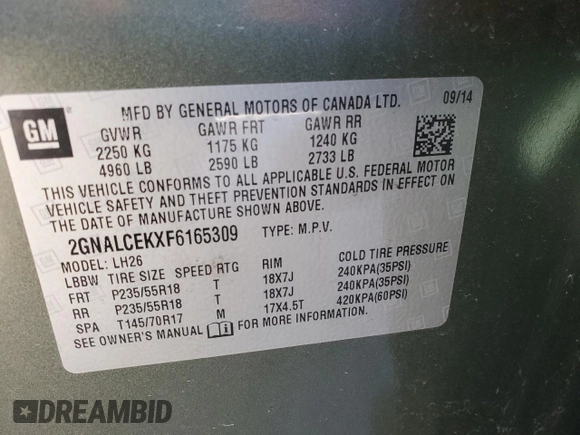 MFD BY GENERAL MOTORS OF CANADA LTD. 09/14
GM
GVWR GAWR FRT GAWR RR
2250 KG 1175 KG 1240 KG
4960 LB 2590 LB 2733 LB
THIS VEHICLE CONFORMS TO ALL APPLICABLE U.S. FEDERAL MOTOR
VEHICLE SAFETY AND THEFT PREVENTION STANDARDS IN EFFECT ON
THE DATE OF MANUFACTURE SHOWN ABOVE.
2GNALCEKXF6165309 TYPE: M.P.V.
MODEL: LH26
LBBW TIRE SIZE SPEED RTG RIM COLD TIRE PRESSURE
FRT P235/55R18 T 18X7J 240KPA(35PSI)
RR P235/55R18 T 18X7J 240KPA(35PSI)
SPA T145/70R17 M 17X4.5T 420KPA(60PSI)
SEE OWNER'S MANUAL FOR MORE INFORMATION.
DREAMBID